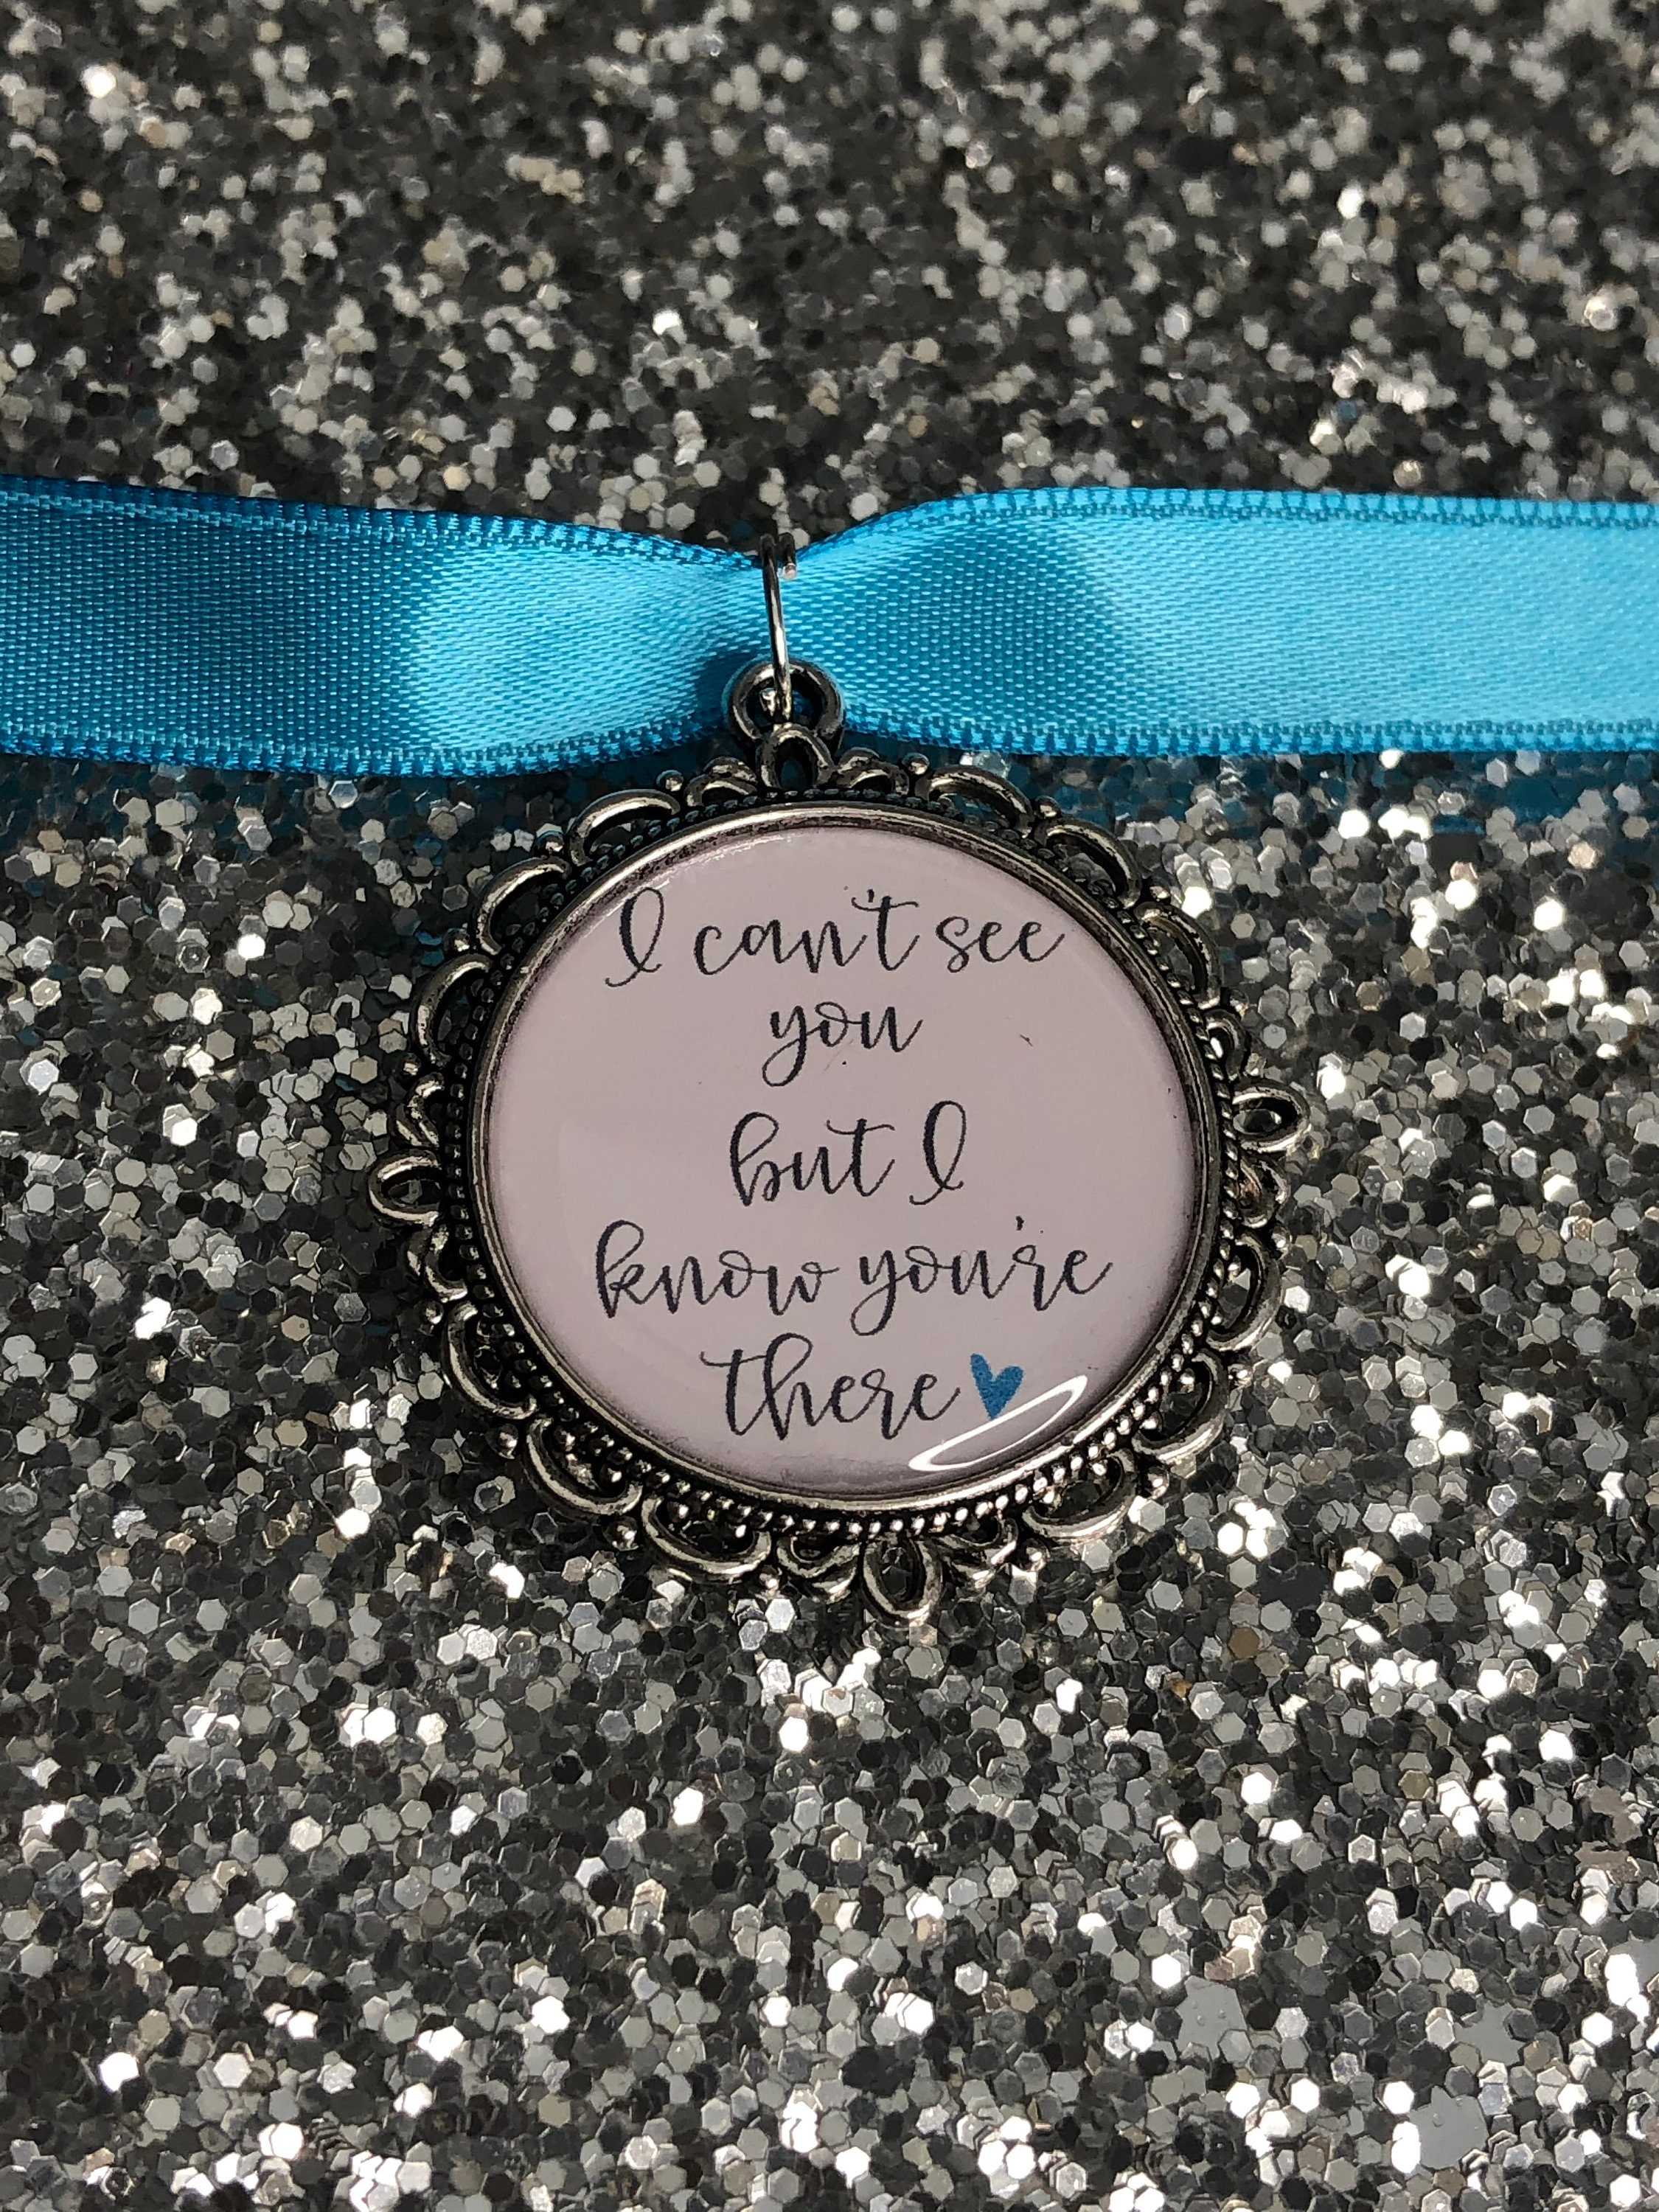 I can't see
you
but I
know you're
there